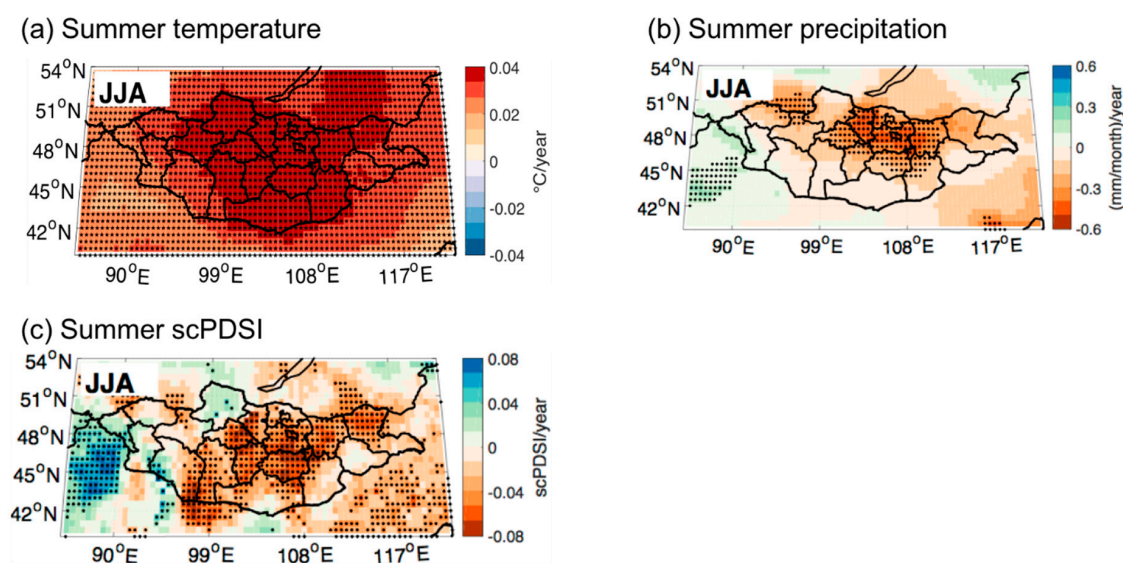 (a) Summer temperature
(b) Summer precipitation
54°N
JJA
51°N
48°N
45°N
42°N
90°E
99°E
108°E
117°E
0.04
0.02
0
-0.02
-0.04
°C/year
54°N
JJA
51°N
48°N
45°N
42°N
90°E
99°E
108°E
117°E
0.6
0.3
0
-0.3
-0.6
(mm/month)/year
(c) Summer scPDSI
54°N
JJA
51°N
48°N
45°N
42°N
90°E
99°E
108°E
117°E
0.08
0.04
0
-0.04
-0.08
scPDSI/year